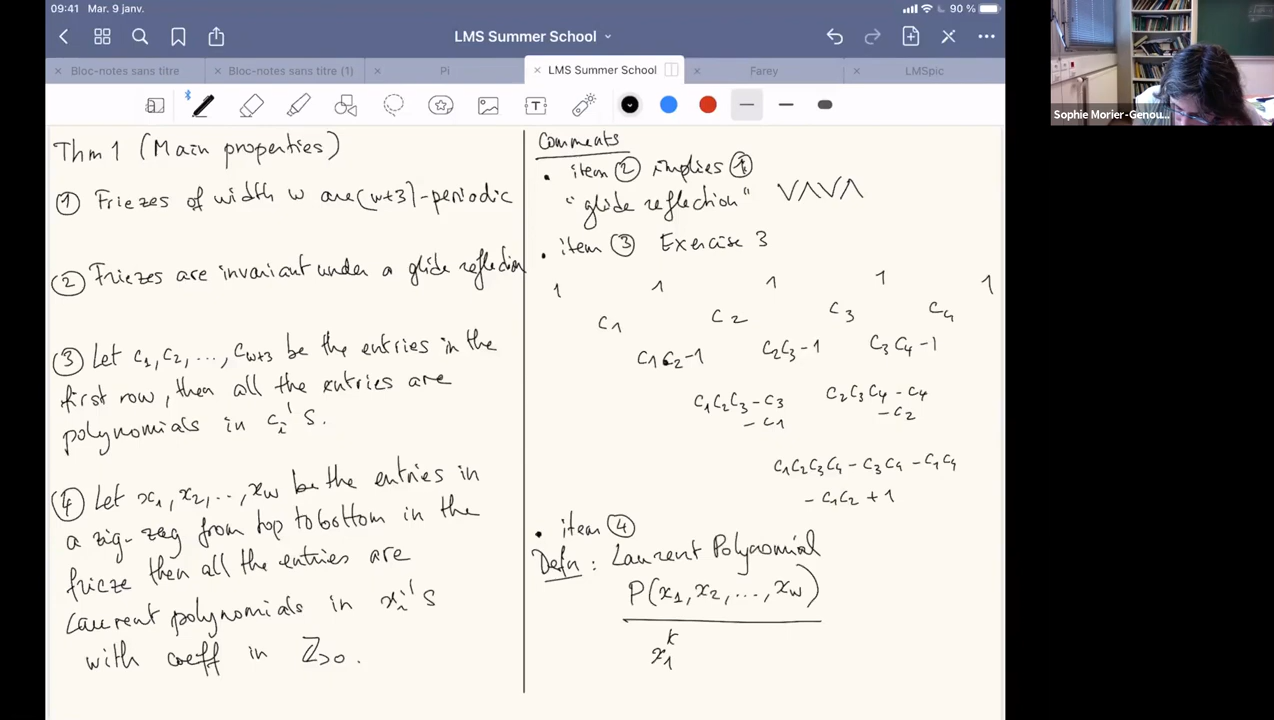 09:41 Mar. 9 janv.
90 %
LMS Summer School
Bloc-notes sans titre
Bloc-notes sans titre (1)
Pi
LMS Summer School
Farey
LMSpic
Sophie Morier-Genou...
Thm 1 (Main properties)
① Friezes of width w are (w+3)-periodic
② Friezes are invariant under a glide reflection
③ Let c₁, c₂, ..., c_{w+3} be the entries in the
first row, then all the entries are
polynomials in c_i's.
④ Let x₁, x₂, ..., x_w be the entries in
a zig-zag from top to bottom in the
frieze then all the entries are
Laurent polynomials in x_i's
with coeff in ℤ>0.
Comments
• item ② implies ①
"glide reflection"
• item ③ Exercise 3
1 1 1 1 1
c₁ c₂ c₃ c₄
c₁c₂-1 c₂c₃-1 c₃c₄-1
c₁c₂c₃-c₃ c₂c₃c₄-c₄
-c₁ -c₂
c₁c₂c₃c₄-c₃c₄-c₁c₄
-c₁c₂+1
• item ④
Defn: Laurent Polynomial
P(x₁, x₂, ..., x_w)
x₁^k